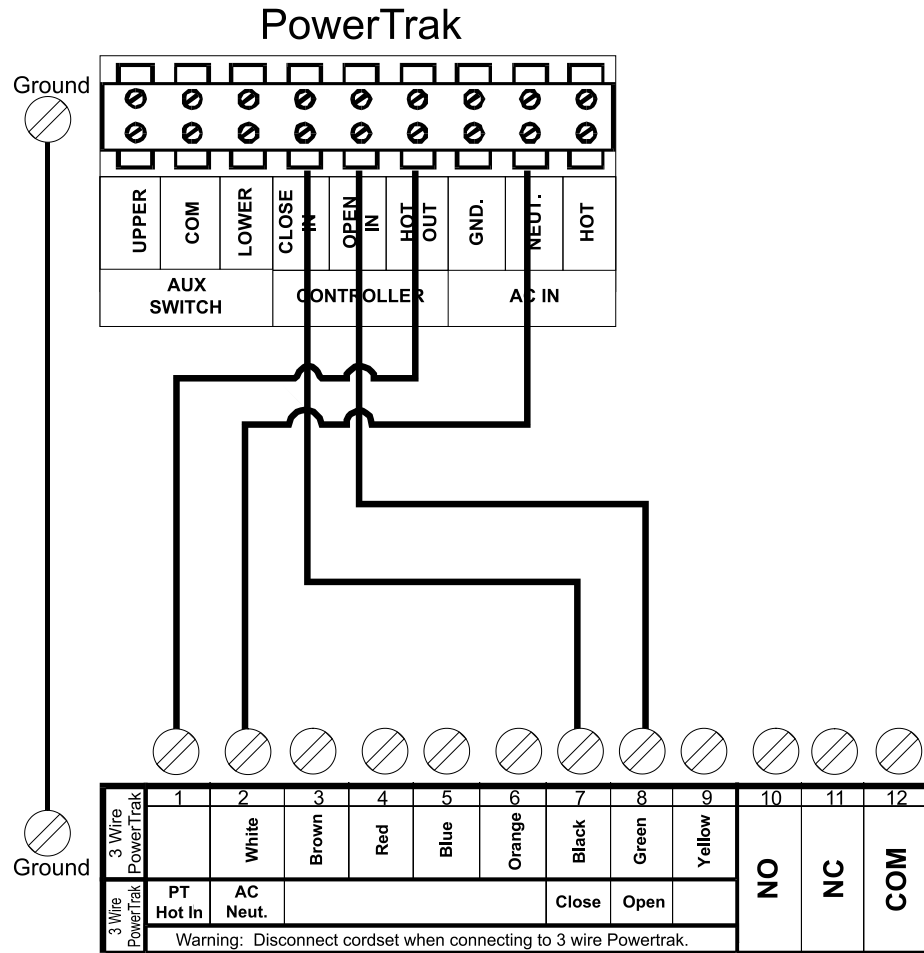 PowerTrak
Ground
UPPER
COM
LOWER
CLOSE
IN
OPEN
IN
HOT
OUT
GND.
NEUT.
HOT
AUX
SWITCH
CONTROLLER
AC IN
Ground
3 Wire
PowerTrak
1 2 3 4 5 6 7 8 9 10 11 12
White
Brown
Red
Blue
Orange
Black
Green
Yellow
NO
NC
COM
3 Wire
PowerTrak
PT
Hot In
AC
Neut.
Close
Open
Warning: Disconnect cordset when connecting to 3 wire Powertrak.